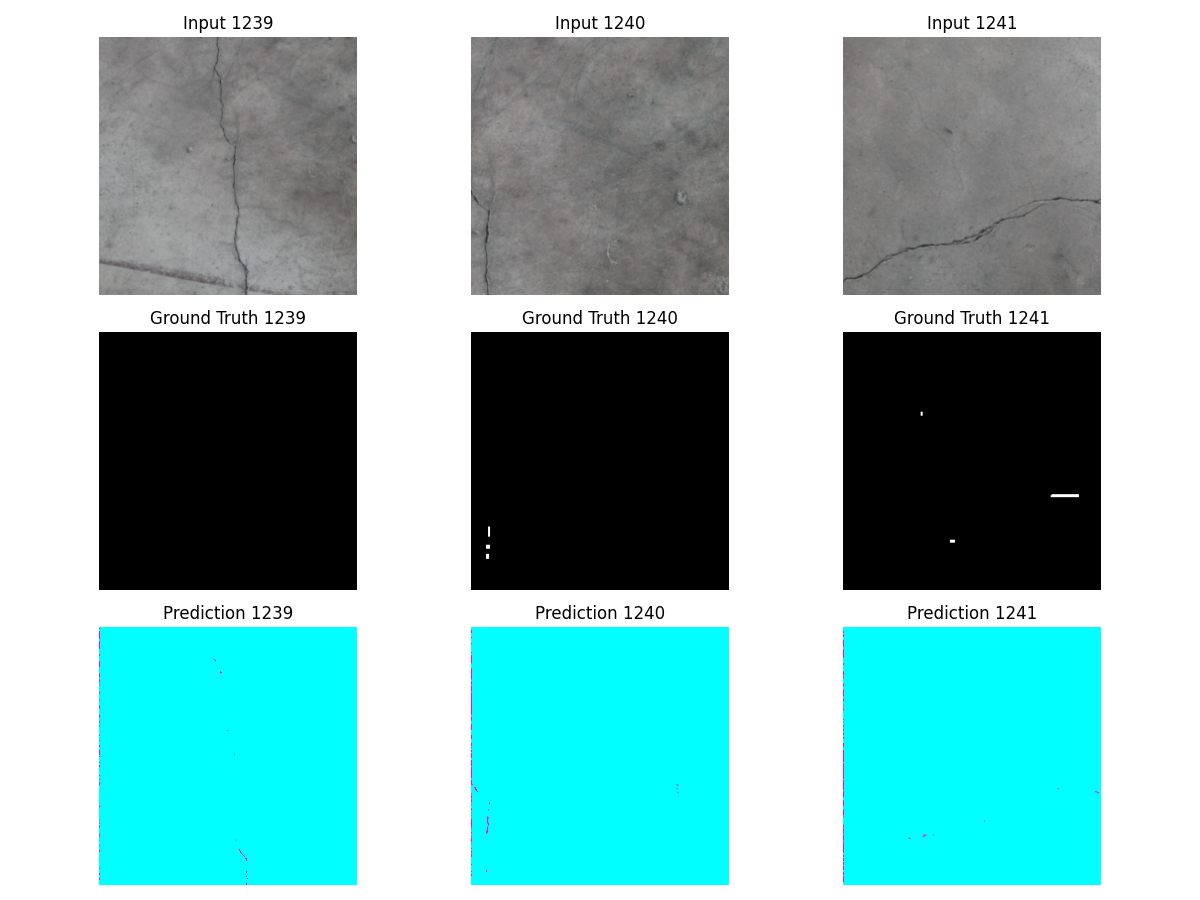 Input 1239
Input 1240
Input 1241
Ground Truth 1239
Ground Truth 1240
Ground Truth 1241
Prediction 1239
Prediction 1240
Prediction 1241